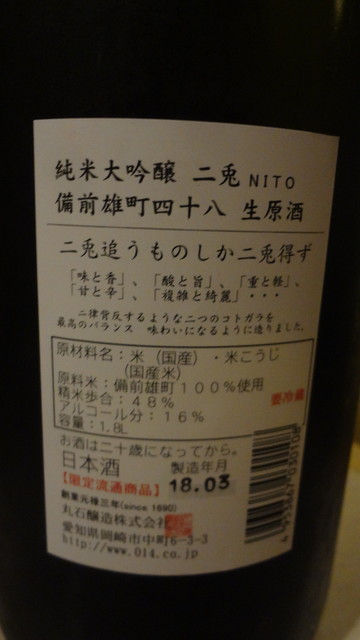 純米大吟醸 二兎 NITO
備前雄町四十八 生原酒
二兎追うものしか二兎得ず
「味と香」、「酸と旨」、「重と軽」、
「甘と辛」、「複雑と綺麗」・・・
二律背反するような二つのコトガラを
最高のバランス 味わいになるように造りました。
原材料名：米（国産）・米こうじ
（国産米）
原料米：備前雄町１００％使用
精米歩合：４８％
アルコール分：１６％
容量：1.8L
要冷蔵
お酒は二十歳になってから。
日本酒 製造年月
【限定流通商品】 18.03
創業元禄三年(since 1690)
丸石醸造株式会社
愛知県岡崎市中町6-3-3
http://www.014.co.jp